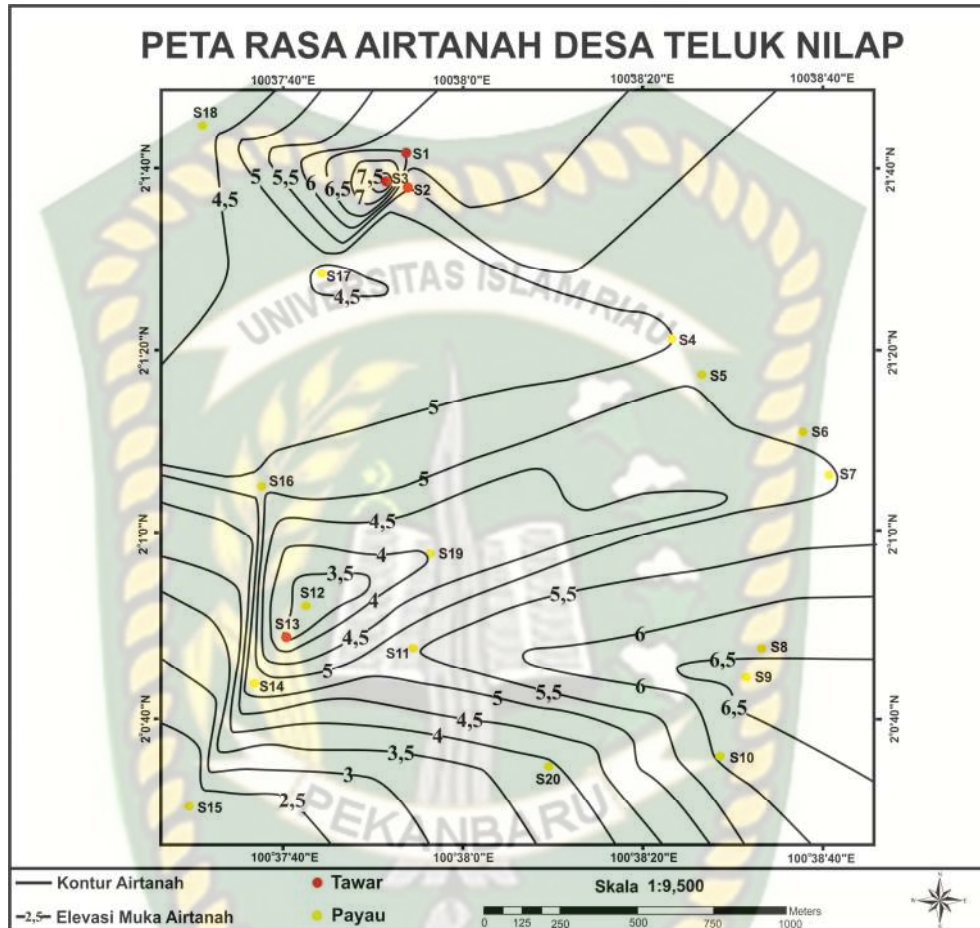 PETA RASA AIRTANAH DESA TELUK NILAP
100°37'40"E 100°38'0"E 100°38'20"E 100°38'40"E
S18
S1
2°1'40"N 7,5 S3 2°1'40"N
5 5,5 6 6,5 7 S2
4,5
S17
4,5
UNIVERSITAS ISLAM RIAU
S4
2°1'20"N 2°1'20"N
S5
5
S6
S7
S16 5
4,5
2°1'0"N 2°1'0"N
4 S19
3,5
S12 5,5
4
S13 4,5 6
S11 S8
5 6,5
S14 S9
5,5 6
5 6,5
2°0'40"N 4,5 2°0'40"N
4
3,5 S10
3 S20
2,5
S15
PEKANBARU
100°37'40"E 100°38'0"E 100°38'20"E 100°38'40"E
Kontur Airtanah Tawar Skala 1:9,500
2,5 Elevasi Muka Airtanah Payau
Meters
0 125 250 500 750 1000